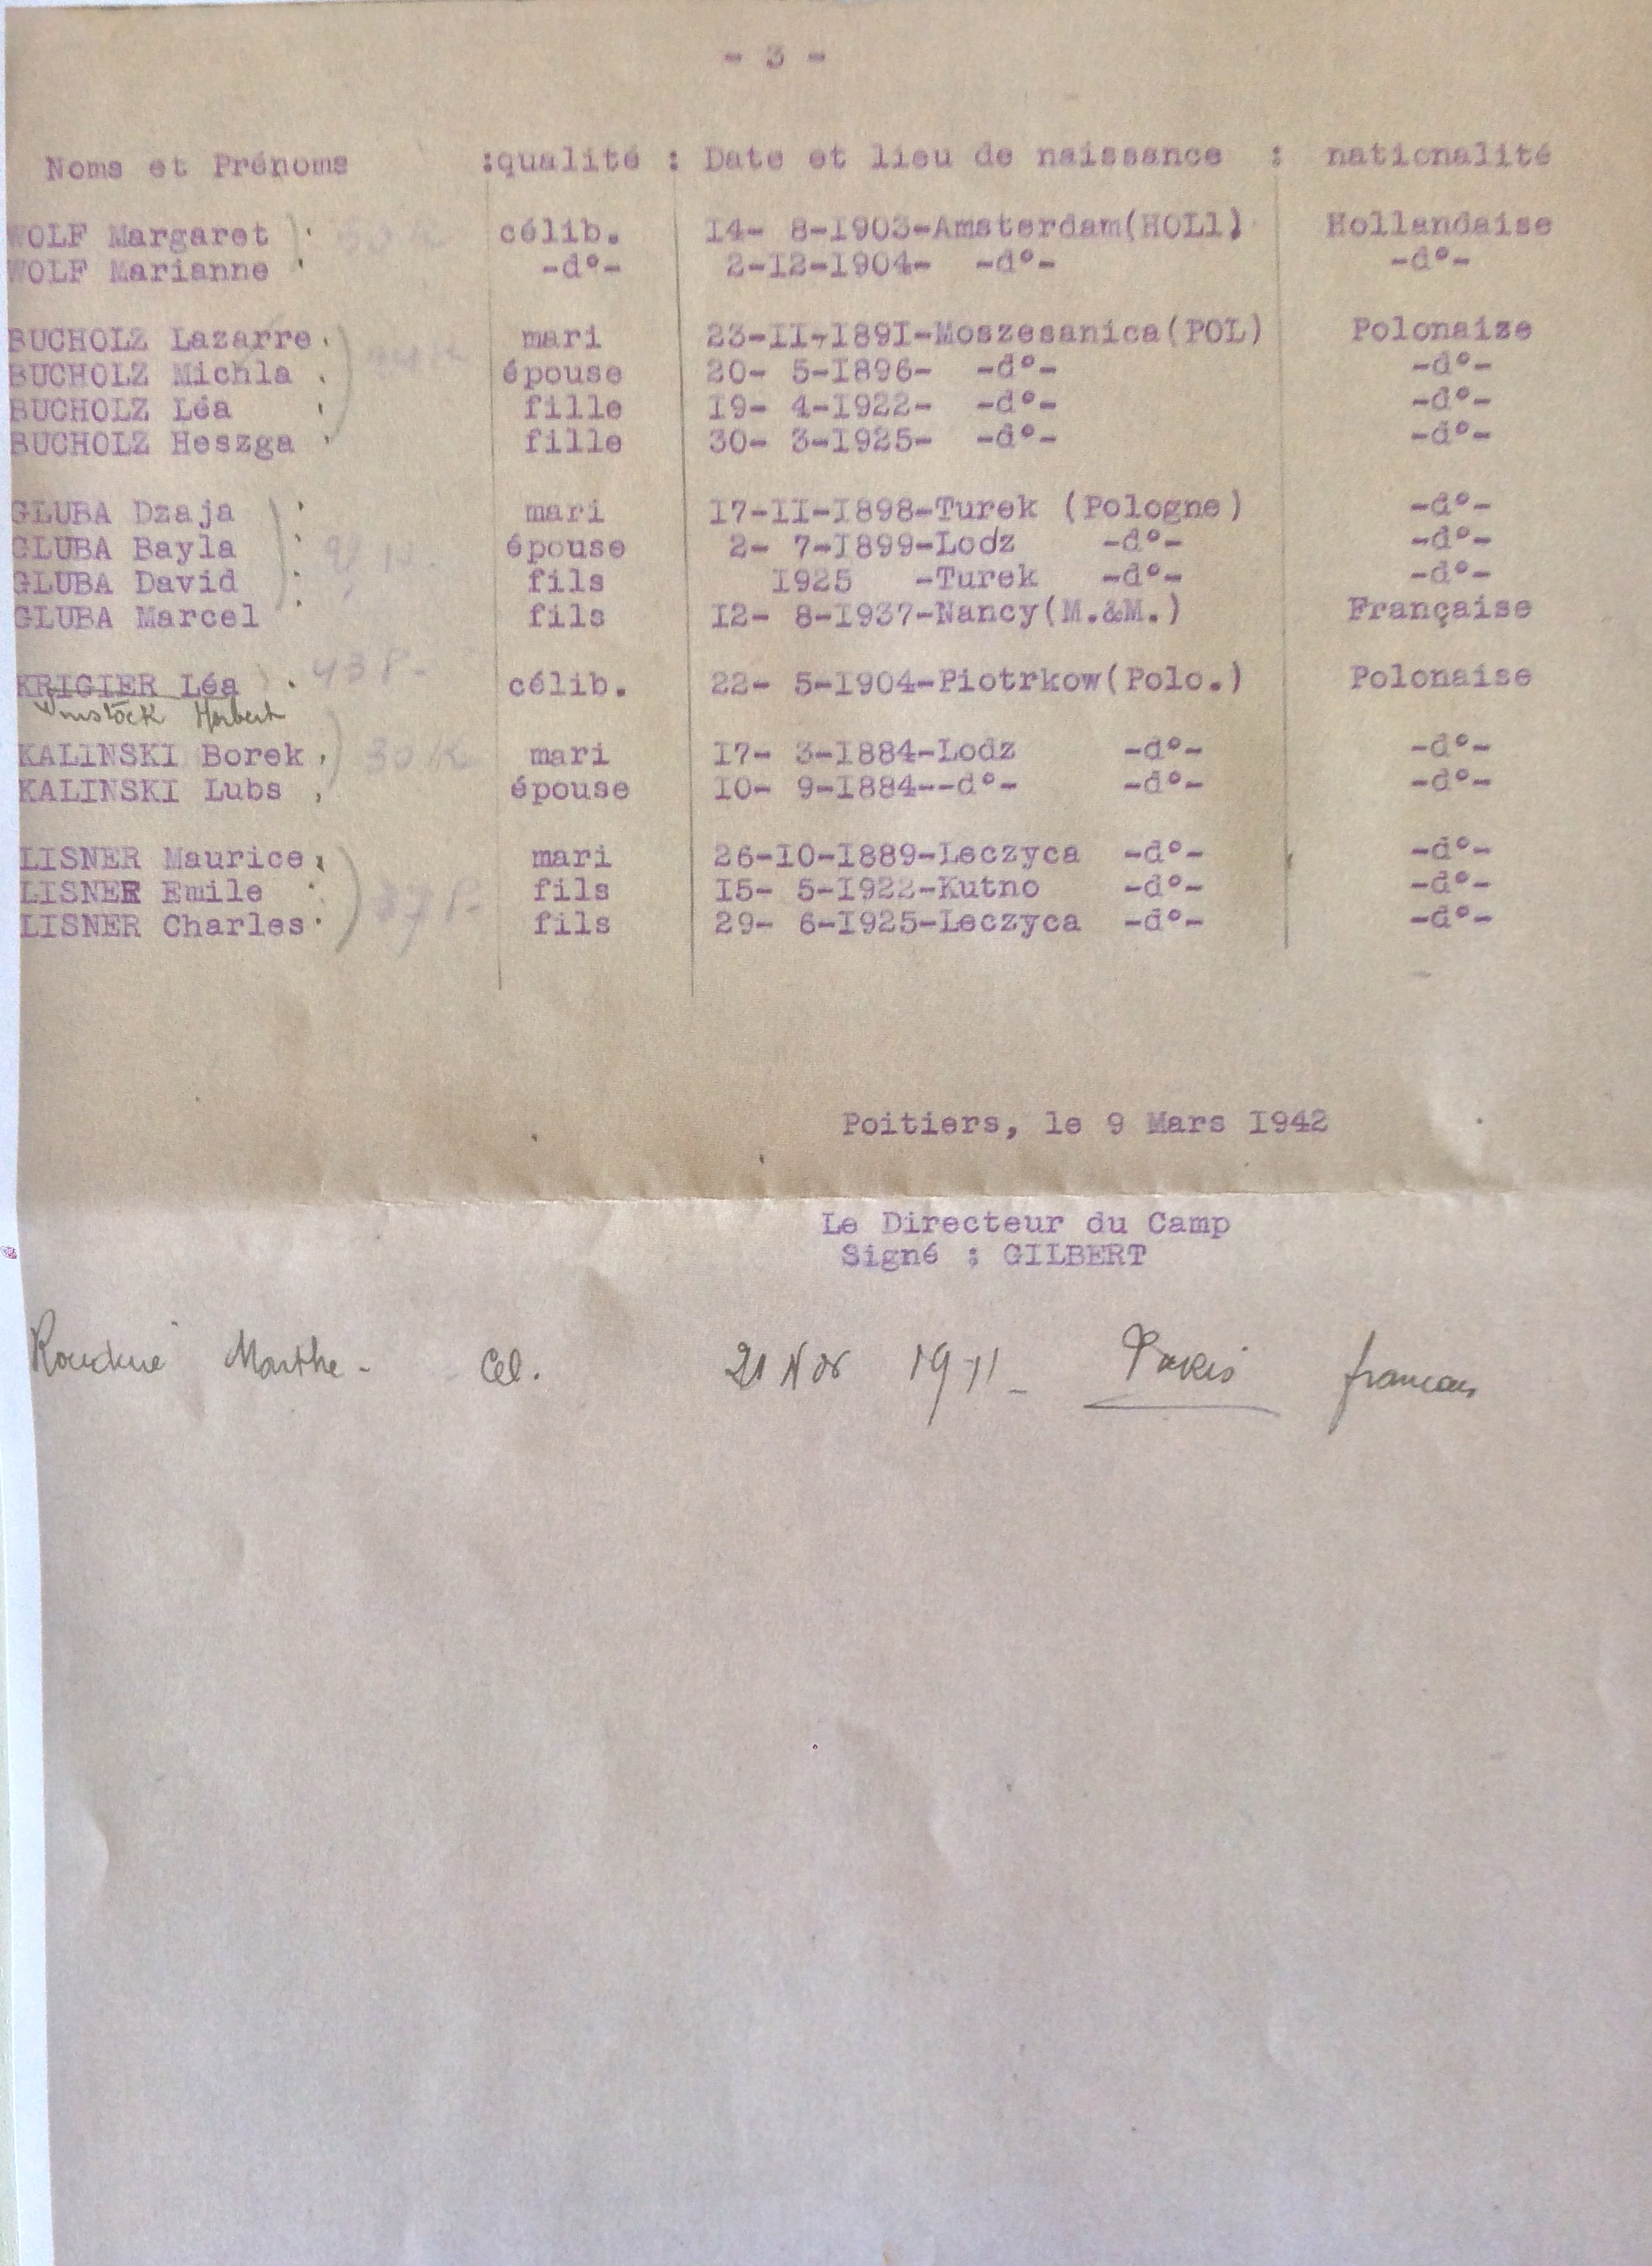 - 3 -
Noms et Prénoms :qualité : Date et lieu de naissance : nationalité
WOLF Margaret célib. 14- 8-1903-Amsterdam(HOLl) Hollandaise
WOLF Marianne -d°- 2-12-1904- -d°- -d°-
BUCHOLZ Lazarre mari 23-II-1891-Moszesanica(POL) Polonaize
BUCHOLZ Michla épouse 20- 5-1896- -d°- -d°-
BUCHOLZ Léa fille 19- 4-1922- -d°- -d°-
BUCHOLZ Heszga fille 30- 3-1925- -d°- -d°-
GLUBA Dzaja mari 17-II-1898-Turek (Pologne) -d°-
GLUBA Bayla épouse 2- 7-1899-Lodz -d°- -d°-
GLUBA David fils 1925 -Turek -d°- -d°-
GLUBA Marcel fils 12- 8-1937-Nancy(M.&M.) Française
43 P-
KRIGIER Léa célib. 22- 5-1904-Piotrkow(Polo.) Polonaise
Herbert
KALINSKI Borek 30 K mari 17- 3-1884-Lodz -d°- -d°-
KALINSKI Lubs épouse 10- 9-1884--d°- -d°- -d°-
LISNER Maurice mari 26-10-1889-Leczyca -d°- -d°-
LISNER Emile fils 15- 5-1922-Kutno -d°- -d°-
LISNER Charles fils 29- 6-1925-Leczyca -d°- -d°-
Poitiers, le 9 Mars 1942
Le Directeur du Camp
Signé : GILBERT
Marthe - Cel. 21 Nov 1911 - Paris francais